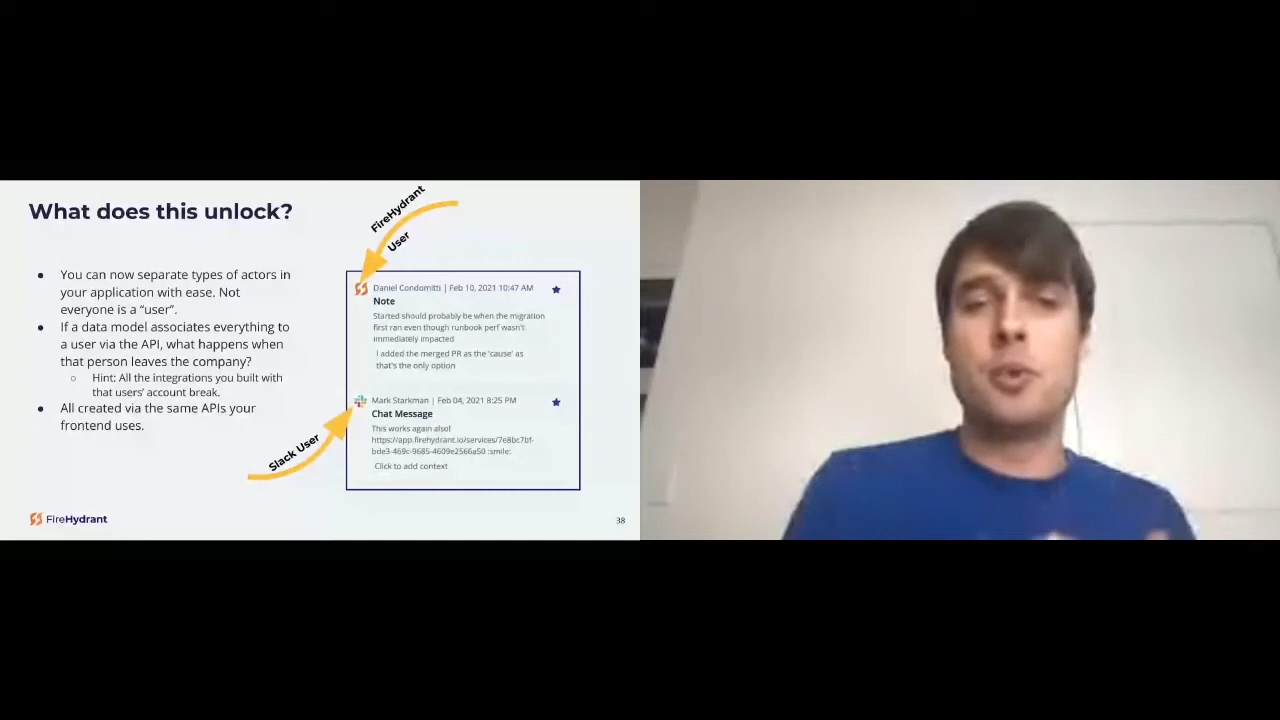 What does this unlock?
● You can now separate types of actors in
your application with ease. Not
everyone is a “user”.
● If a data model associates everything to
a user via the API, what happens when
that person leaves the company?
○ Hint: All the integrations you built with
that users’ account break.
● All created via the same APIs your
frontend uses.
FireHydrant
User
Daniel Condomitti | Feb 10, 2021 10:47 AM
Note
Started should probably be when the migration
first ran even though runbook perf wasn't
immediately impacted
I added the merged PR as the 'cause' as
that's the only option
Slack User
Mark Starkman | Feb 04, 2021 8:25 PM
Chat Message
This works again also!
https://app.firehydrant.io/services/7e8bc7bf-
bde3-469c-9685-4609e2566a50 :smile:
Click to add context
FireHydrant
38